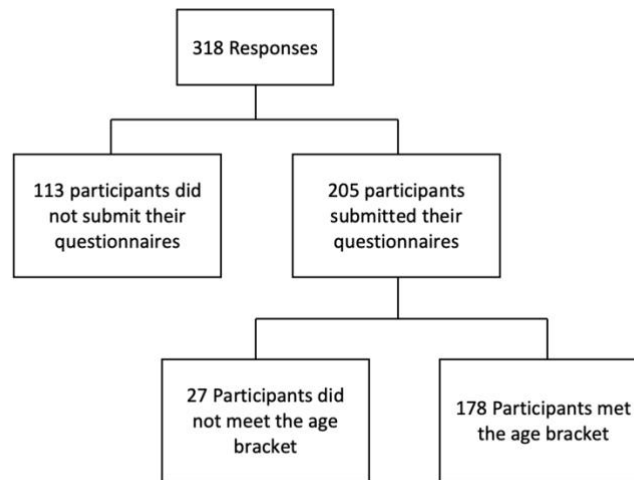 318 Responses
113 participants did
not submit their
questionnaires
205 participants
submitted their
questionnaires
27 Participants did
not meet the age
bracket
178 Participants met
the age bracket